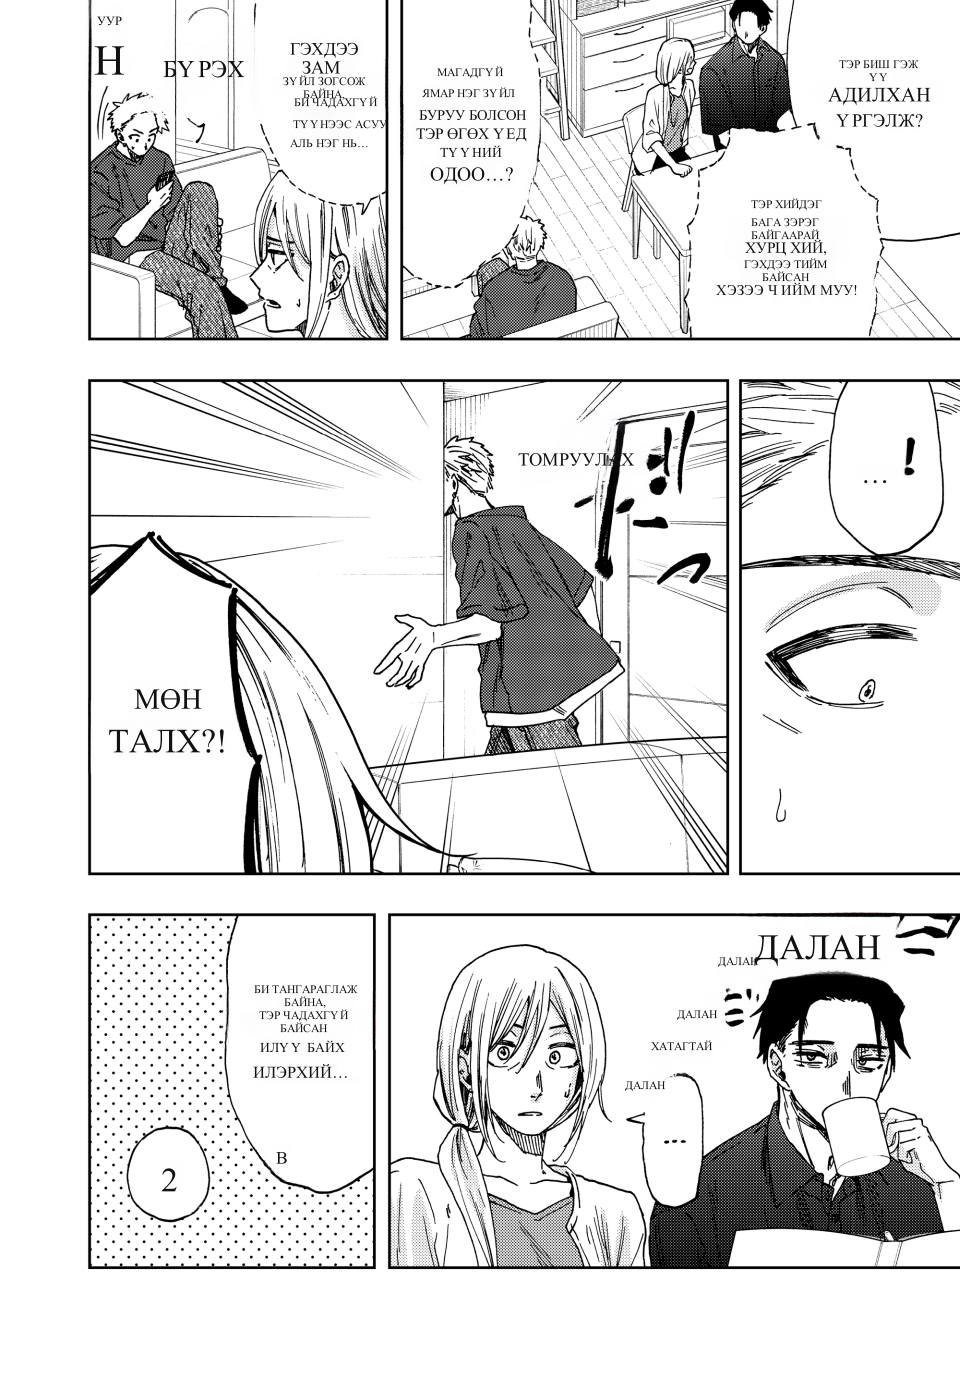 ТЭР БИШ ГЭЖ
ҮҮ
АДИЛХАН
ҮРГЭЛЖ?
ТЭР ХИЙДЭГ
БАГА ЗЭРЭГ
БАЙГААРАЙ
ХУРЦ ХИЙ,
ГЭХДЭЭ ТИЙМ
БАЙСАН
ХЭЗЭЭ Ч ИЙМ МУУ!
МАГАДГҮЙ
ЯМАР НЭГ ЗҮЙЛ
БУРУУ БОЛСОН
ТЭР ӨГӨХ ҮЕД
ТҮҮНИЙ
ОДОО...?
ГЭХДЭЭ
ЗАМ
ЗҮЙЛ ЗОГСОЖ
БАЙНА,
БИ ЧАДАХГҮЙ
ТҮҮНЭЭС АСУУ
АЛЬ НЭГ НЬ...
БҮРЭХ
УУР
Н
...!
ТОМРУУЛАХ
МӨН
ТАЛХ?!
ДАЛАН
ДАЛАН
ДАЛАН
ХАТАГТАЙ
ДАЛАН
...
БИ ТАНГАРАГЛАЖ
БАЙНА,
ТЭР ЧАДАХГҮЙ
БАЙСАН
ИЛҮҮ БАЙХ
ИЛЭРХИЙ...
В
2